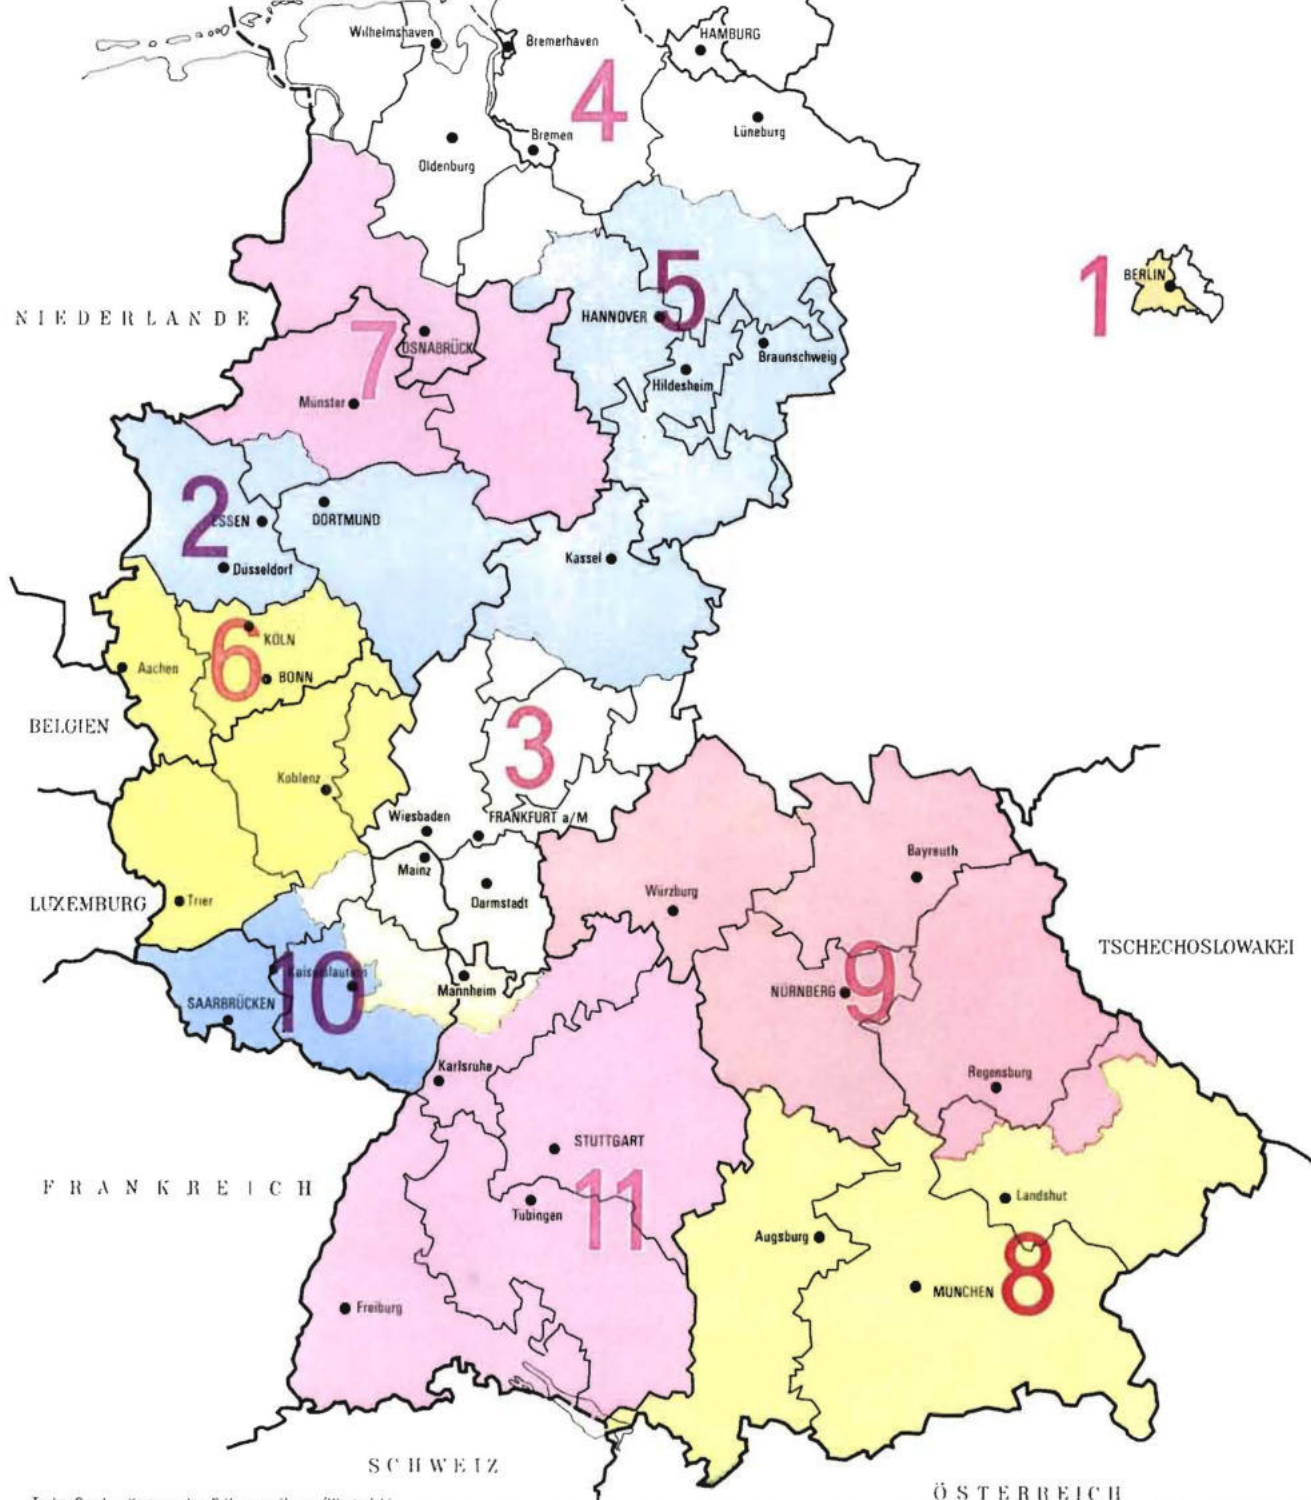 Wilhelmshaven
Bremerhaven
HAMBURG
4
Lüneburg
Bremen
Oldenburg
5
1
BERLIN
NIEDERLANDE
HANNOVER
7
OSNABRÜCK
Braunschweig
Hildesheim
Münster
2
ESSEN
DORTMUND
Kassel
Düsseldorf
6
KÖLN
Aachen
BONN
BELGIEN
3
Koblenz
Wiesbaden
FRANKFURT a/M
Mainz
Bayreuth
LUXEMBURG
Trier
Darmstadt
Würzburg
TSCHECHOSLOWAKEI
10
Kaiserslautern
Mannheim
NÜRNBERG
9
SAARBRÜCKEN
Karlsruhe
Regensburg
STUTTGART
FRANKREICH
11
Tübingen
Landshut
Augsburg
8
MÜNCHEN
Freiburg
SCHWEIZ
ÖSTERREICH